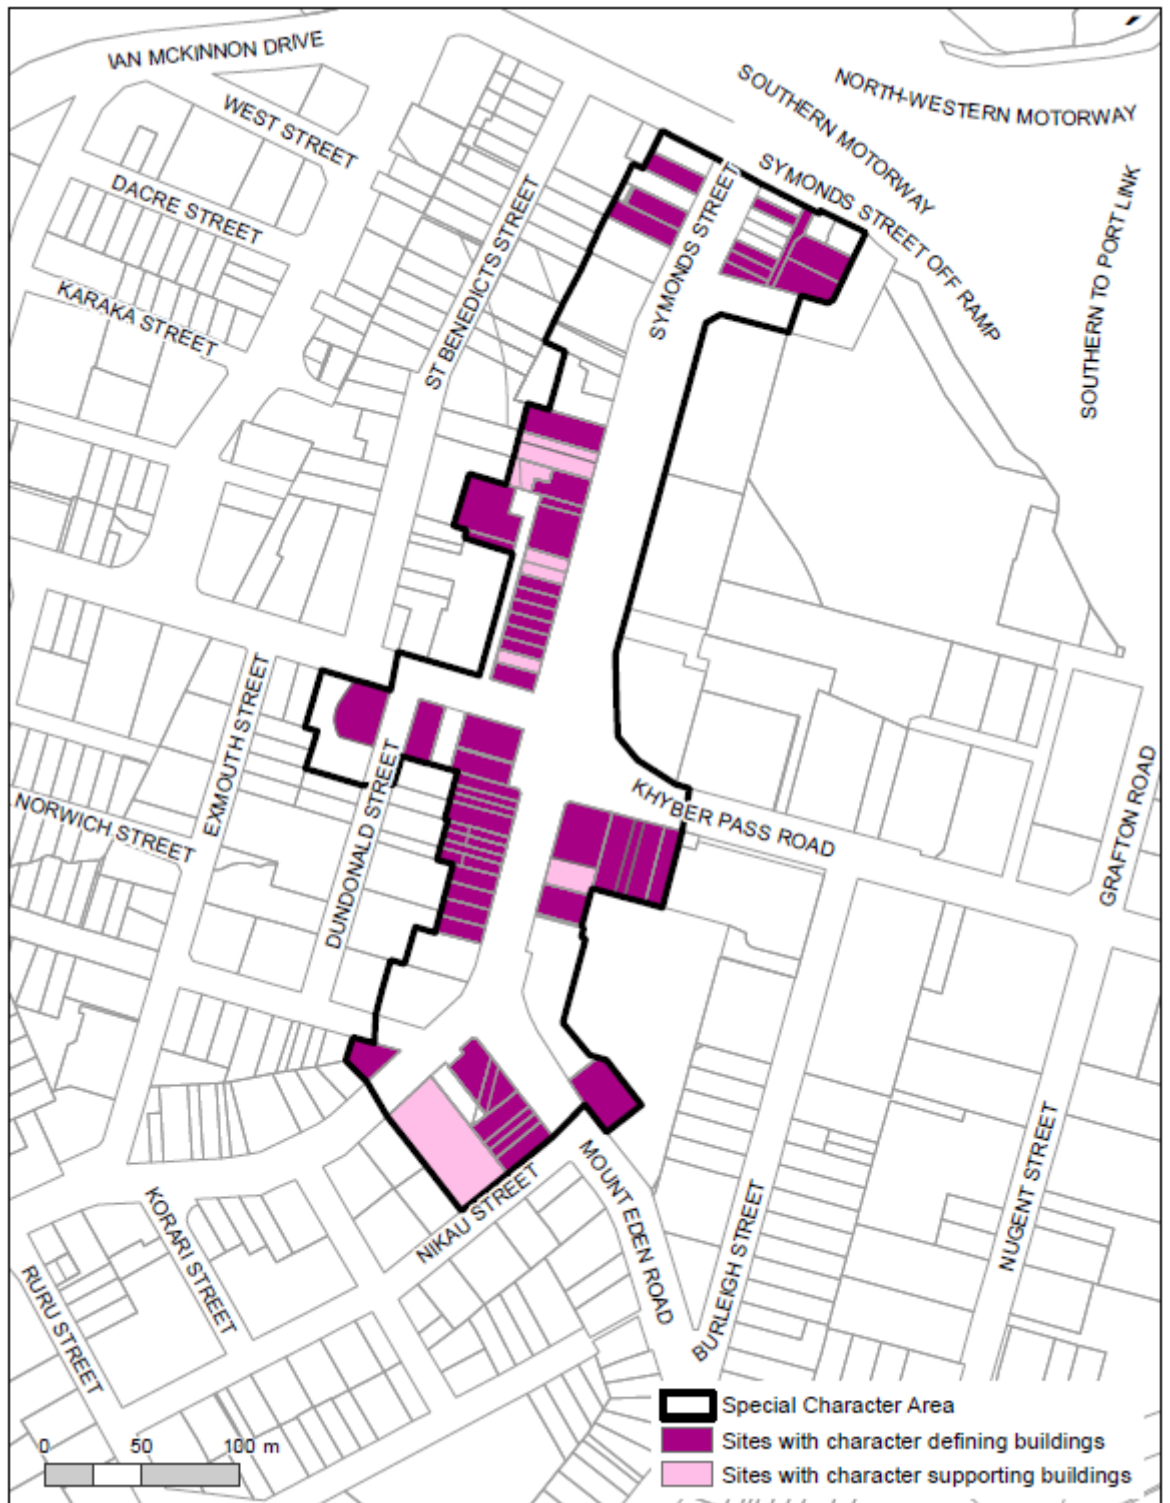 IAN MCKINNON DRIVE
WEST STREET
DACRE STREET
KARAKA STREET
ST BENEDICTS STREET
SYMONDS STREET
SOUTHERN MOTORWAY
NORTH-WESTERN MOTORWAY
SYMONDS STREET OFF RAMP
SOUTHERN TO PORT LINK
EXMOUTH STREET
NORWICH STREET
DUNDONALD STREET
KHYBER PASS ROAD
GRAFTON ROAD
NIKAU STREET
MOUNT EDEN ROAD
BURLEIGH STREET
NUGENT STREET
KORARI STREET
RURU STREET
0 50 100 m
Special Character Area
Sites with character defining buildings
Sites with character supporting buildings